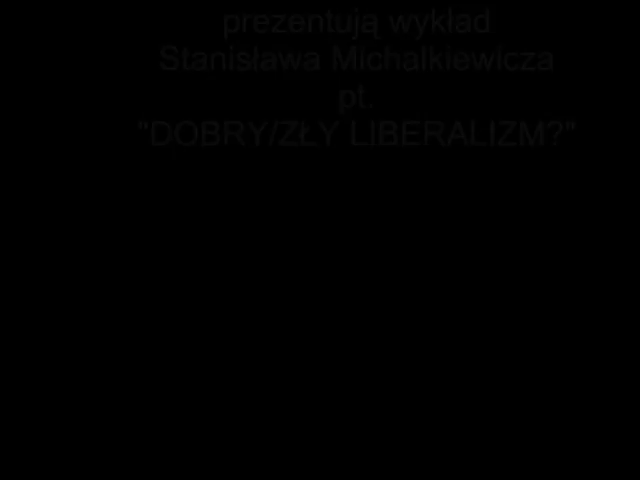 prezentują wykład
Stanisława Michalkiewicza
pt.
"DOBRY/ZŁY LIBERALIZM?"